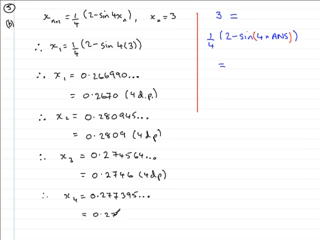 ⑤
(b) xₙ₊₁ = ¼ (2 - sin 4xₙ) , x₀ = 3
∴ x₁ = ¼ (2 - sin 4(3))
∴ x₁ = 0.266990...
= 0.2670 (4 d.p)
∴ x₂ = 0.280945...
= 0.2809 (4 d.p)
∴ x₃ = 0.274564...
= 0.2746 (4 d.p)
∴ x₄ = 0.277395...
= 0.27
3 =
¼ (2 - sin(4 × ANS))
=